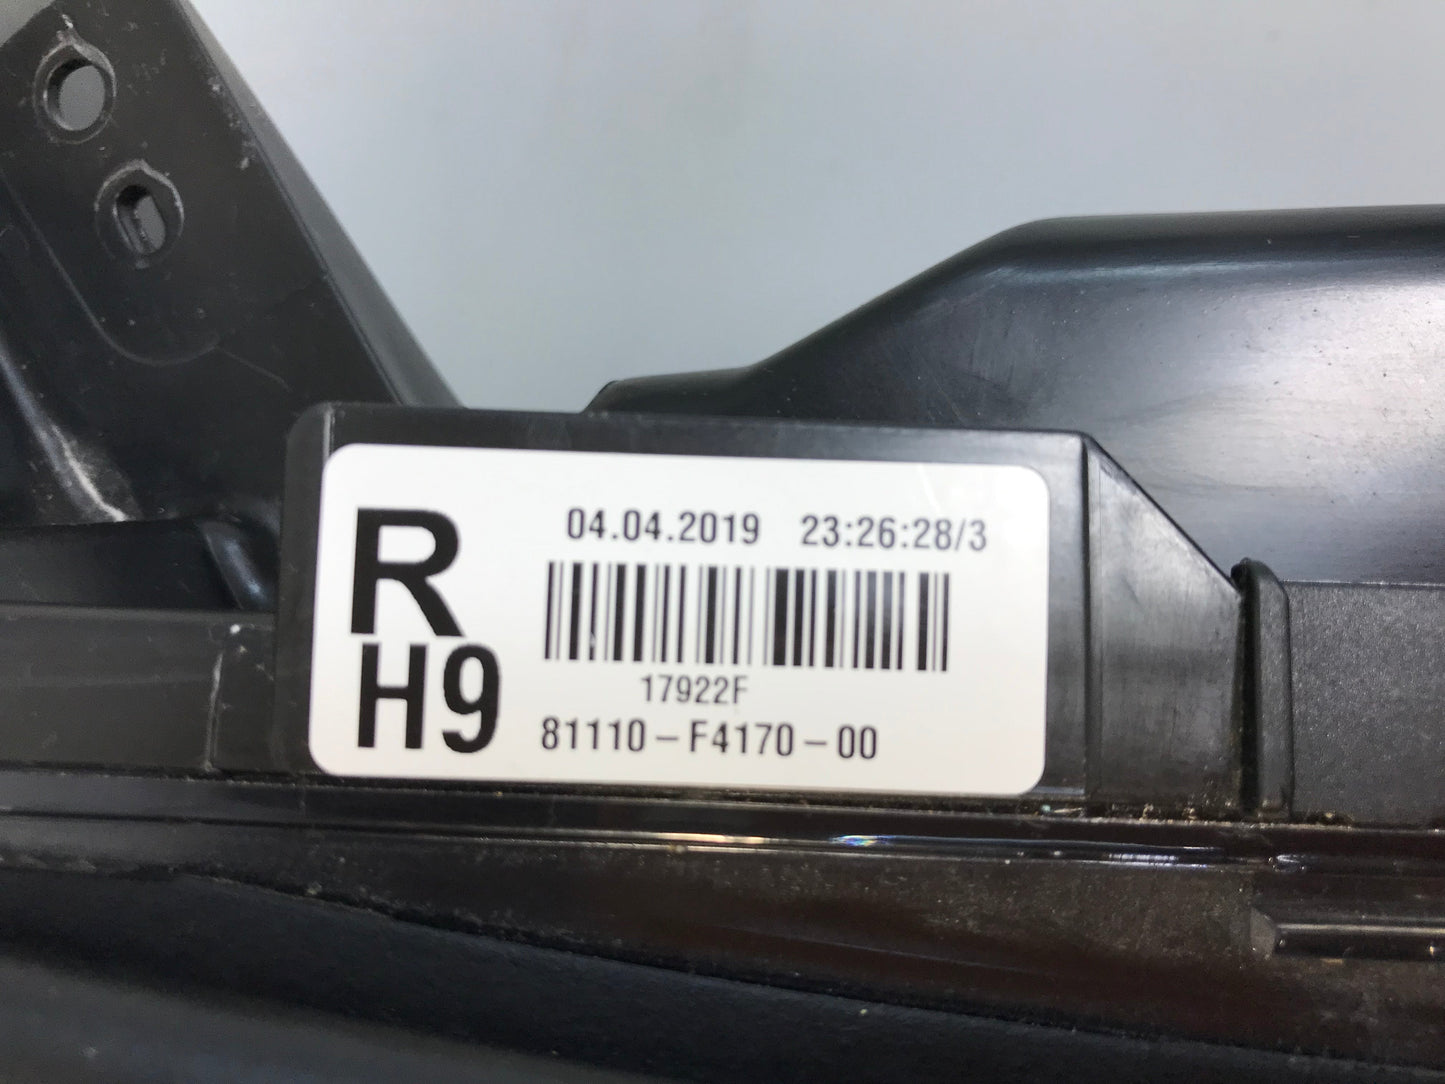 R
H9
04.04.2019 23:26:28/3
17922F
81110-F4170-00